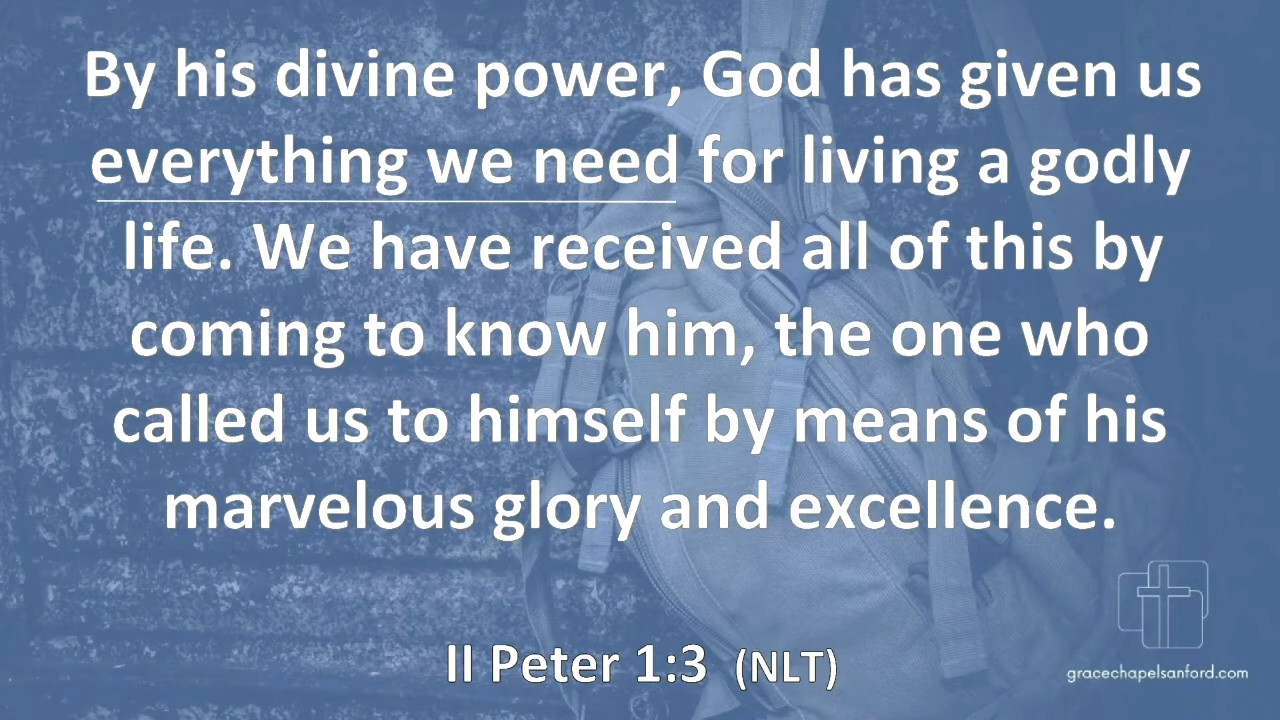 By his divine power, God has given us
everything we need for living a godly
life. We have received all of this by
coming to know him, the one who
called us to himself by means of his
marvelous glory and excellence.
II Peter 1:3 (NLT)
gracechapelsanford.com